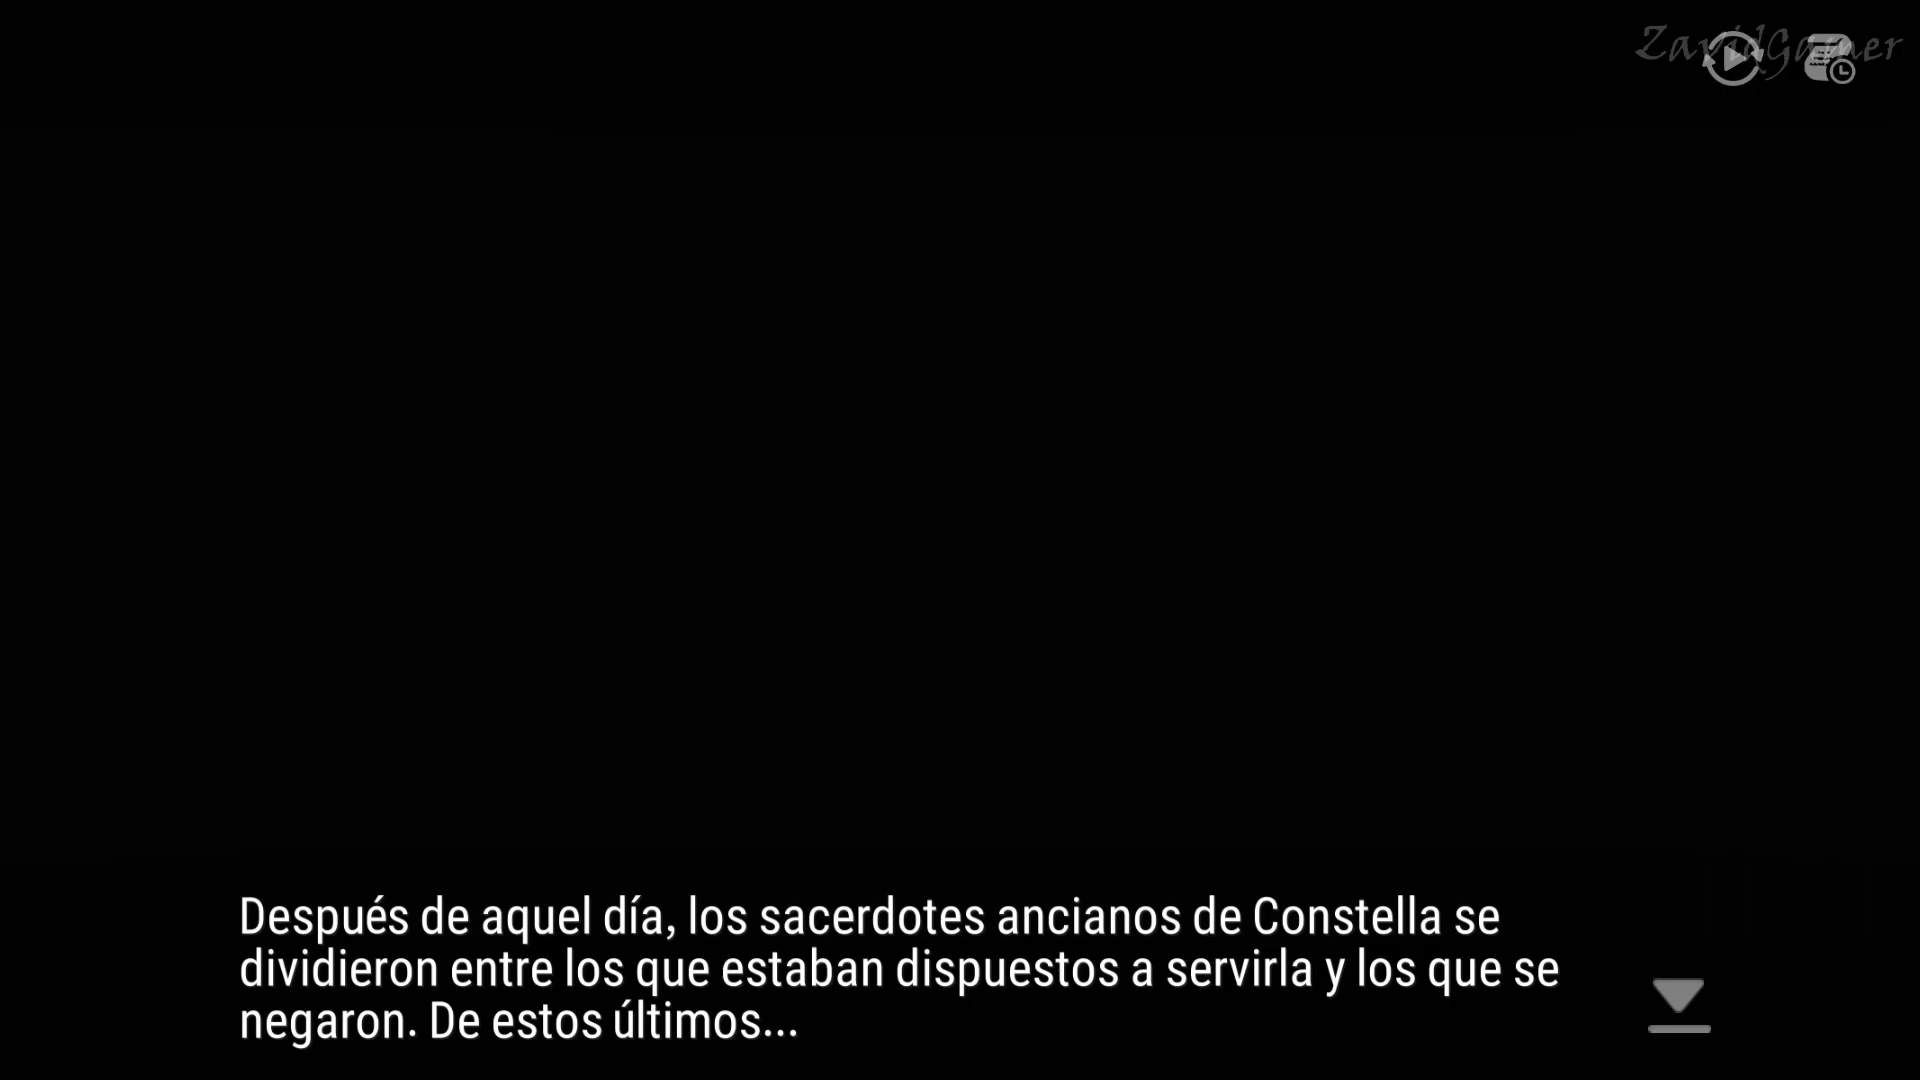 ZavidGamer
Después de aquel día, los sacerdotes ancianos de Constella se
dividieron entre los que estaban dispuestos a servirla y los que se
negaron. De estos últimos...